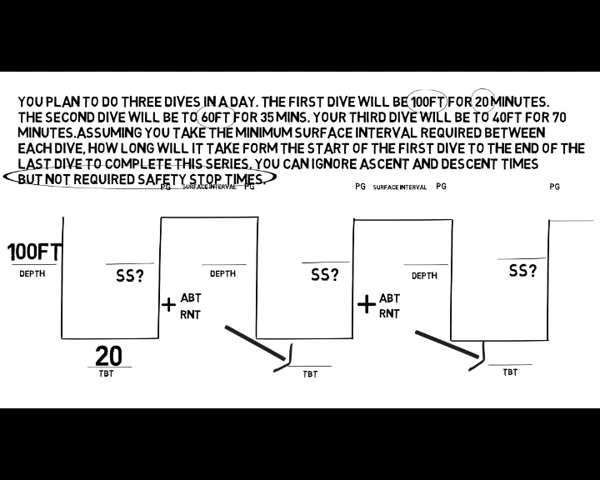 YOU PLAN TO DO THREE DIVES IN A DAY. THE FIRST DIVE WILL BE 100FT FOR 20 MINUTES.
THE SECOND DIVE WILL BE TO 60FT FOR 35 MINS. YOUR THIRD DIVE WILL BE TO 40FT FOR 70
MINUTES.ASSUMING YOU TAKE THE MINIMUM SURFACE INTERVAL REQUIRED BETWEEN
EACH DIVE, HOW LONG WILL IT TAKE FORM THE START OF THE FIRST DIVE TO THE END OF THE
LAST DIVE TO COMPLETE THIS SERIES. YOU CAN IGNORE ASCENT AND DESCENT TIMES
BUT NOT REQUIRED SAFETY STOP TIMES.
PG SURFACE INTERVAL PG PG SURFACE INTERVAL PG PG
100FT
DEPTH SS? DEPTH SS? DEPTH SS?
+ ABT + ABT
RNT RNT
20
TBT TBT TBT